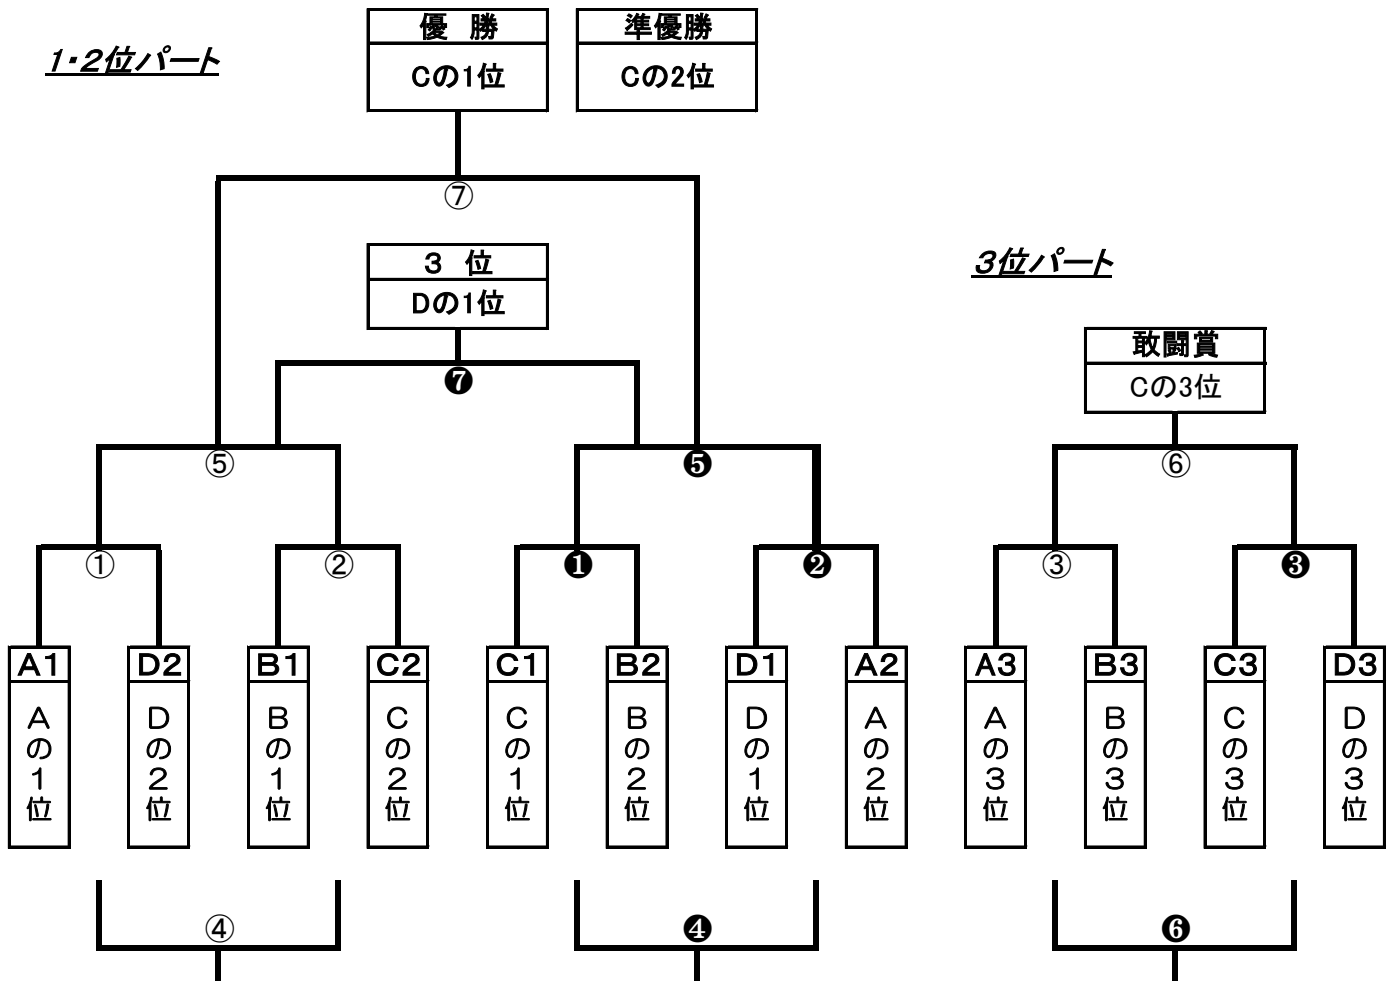 1・2位パート
優　勝
Cの1位
準優勝
Cの2位
⑦
3　位
Dの1位
❼
3位パート
敢闘賞
Cの3位
⑤
❺
⑥
①
②
❶
❷
③
❸
A1
D2
B1
C2
C1
B2
D1
A2
A3
B3
C3
D3
Aの1位
Dの2位
Bの1位
Cの2位
Cの1位
Bの2位
Dの1位
Aの2位
Aの3位
Bの3位
Cの3位
Dの3位
④
❹
❻